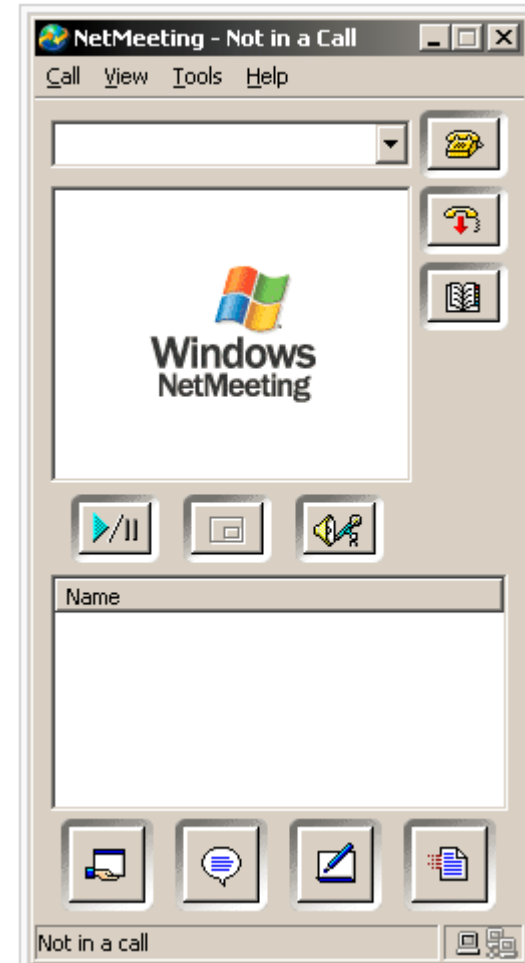 NetMeeting - Not in a Call
Call View Tools Help
Windows
NetMeeting
Name
Not in a call